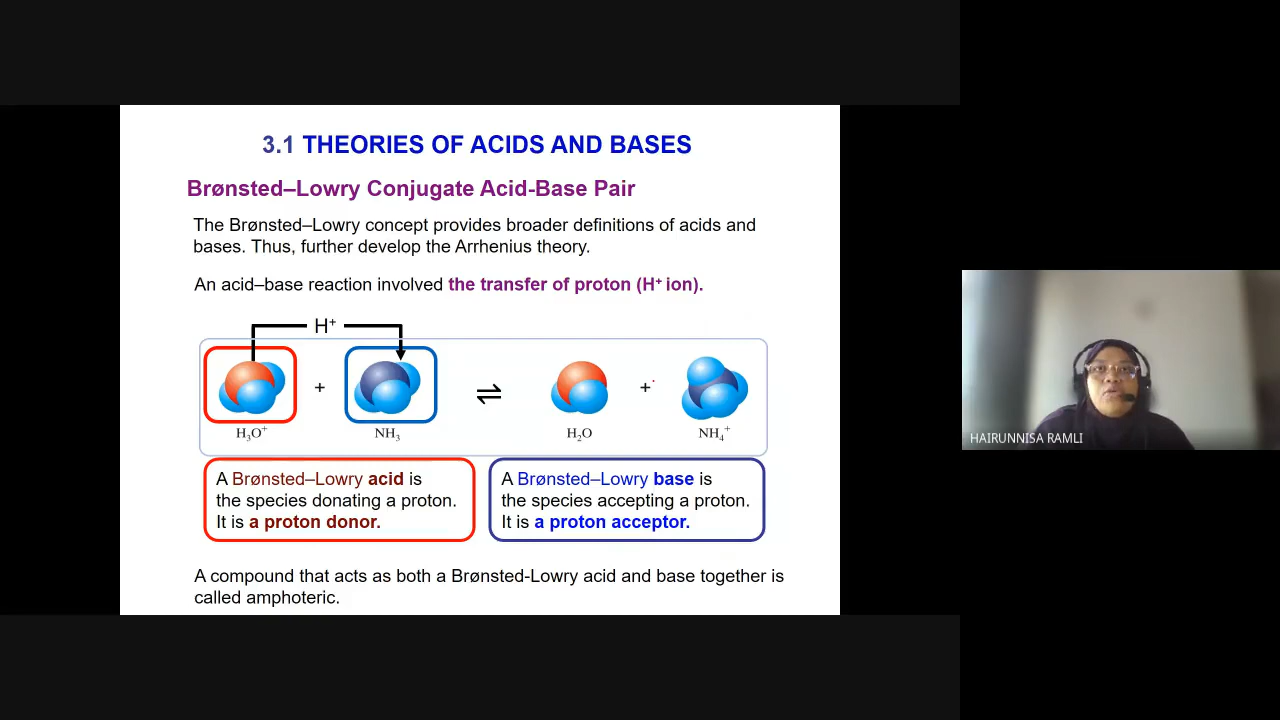 3.1 THEORIES OF ACIDS AND BASES
Brønsted–Lowry Conjugate Acid-Base Pair
The Brønsted–Lowry concept provides broader definitions of acids and
bases. Thus, further develop the Arrhenius theory.
An acid–base reaction involved the transfer of proton (H⁺ ion).
H⁺
+ ⇌ +
H₃O⁺ NH₃ H₂O NH₄⁺
A Brønsted–Lowry acid is
the species donating a proton.
It is a proton donor.
A Brønsted–Lowry base is
the species accepting a proton.
It is a proton acceptor.
A compound that acts as both a Brønsted-Lowry acid and base together is
called amphoteric.
HAIRUNNISA RAMLI